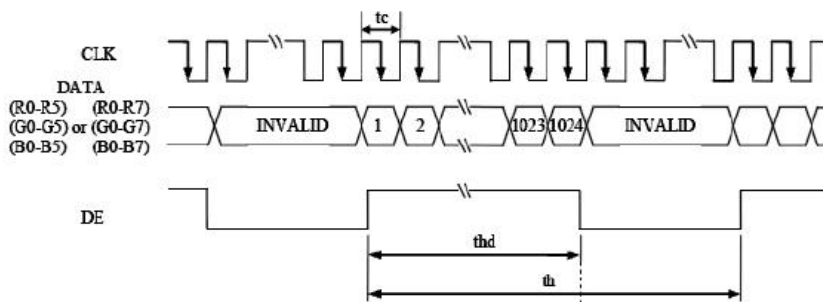 tc
CLK
DATA
(R0-R5) (R0-R7)
(G0-G5) or (G0-G7)
(B0-B5) (B0-B7)
INVALID 1 2 1023 1024 INVALID
DE
thd
th